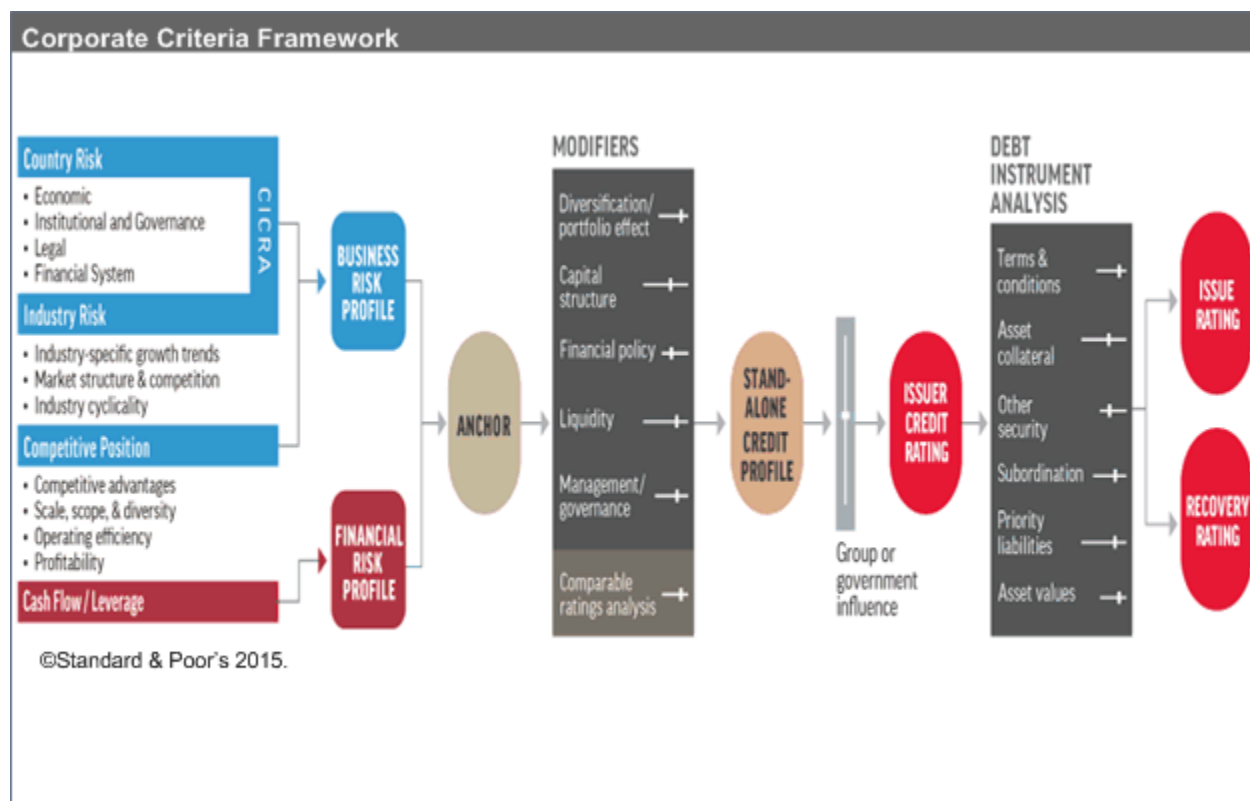 Corporate Criteria Framework
Country Risk
• Economic
• Institutional and Governance
• Legal
• Financial System
CICRA
Industry Risk
• Industry-specific growth trends
• Market structure & competition
• Industry cyclicality
Competitive Position
• Competitive advantages
• Scale, scope, & diversity
• Operating efficiency
• Profitability
Cash Flow / Leverage
BUSINESS
RISK
PROFILE
FINANCIAL
RISK
PROFILE
ANCHOR
MODIFIERS
Diversification/
portfolio effect
Capital
structure
Financial policy
Liquidity
Management/
governance
Comparable
ratings analysis
STAND-
ALONE
CREDIT
PROFILE
Group or
government
influence
ISSUER
CREDIT
RATING
DEBT
INSTRUMENT
ANALYSIS
Terms &
conditions
Asset
collateral
Other
security
Subordination
Priority
liabilities
Asset values
ISSUE
RATING
RECOVERY
RATING
©Standard & Poor's 2015.